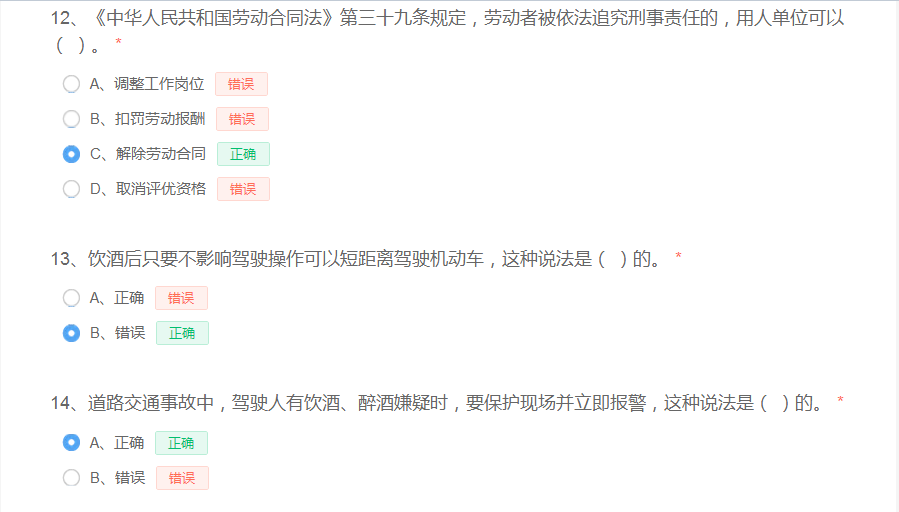 12、《中华人民共和国劳动合同法》第三十九条规定，劳动者被依法追究刑事责任的，用人单位可以
（ ）。 *
A、调整工作岗位 错误
B、扣罚劳动报酬 错误
C、解除劳动合同 正确
D、取消评优资格 错误
13、饮酒后只要不影响驾驶操作可以短距离驾驶机动车，这种说法是（ ）的。 *
A、正确 错误
B、错误 正确
14、道路交通事故中，驾驶人有饮酒、醉酒嫌疑时，要保护现场并立即报警，这种说法是（ ）的。 *
A、正确 正确
B、错误 错误